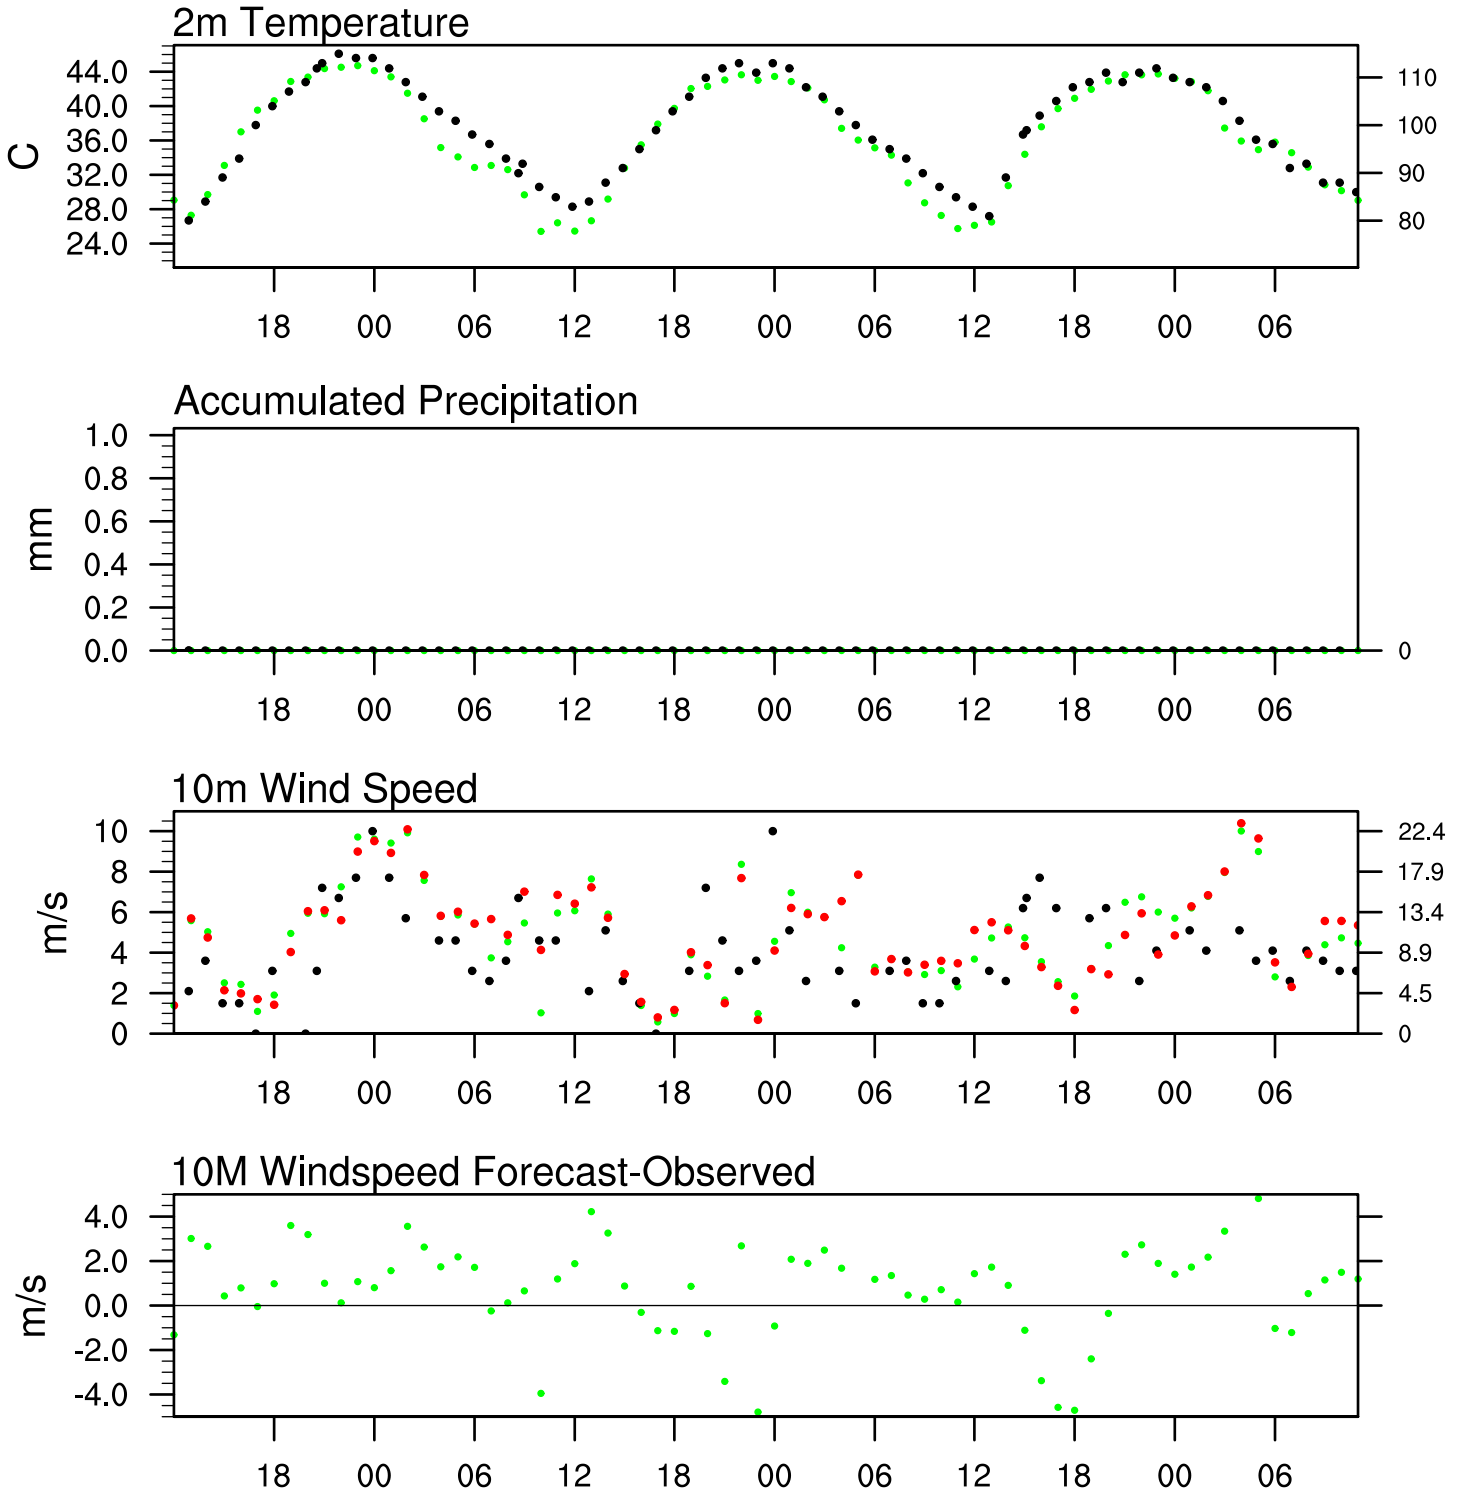 2m Temperature
44.0
40.0
36.0
32.0
28.0
24.0
C
110
100
90
80
18 00 06 12 18 00 06 12 18 00 06
Accumulated Precipitation
1.0
0.8
0.6
0.4
0.2
0.0
mm
0
18 00 06 12 18 00 06 12 18 00 06
10m Wind Speed
10
8
6
4
2
0
m/s
22.4
17.9
13.4
8.9
4.5
0
18 00 06 12 18 00 06 12 18 00 06
10M Windspeed Forecast-Observed
4.0
2.0
0.0
-2.0
-4.0
m/s
18 00 06 12 18 00 06 12 18 00 06